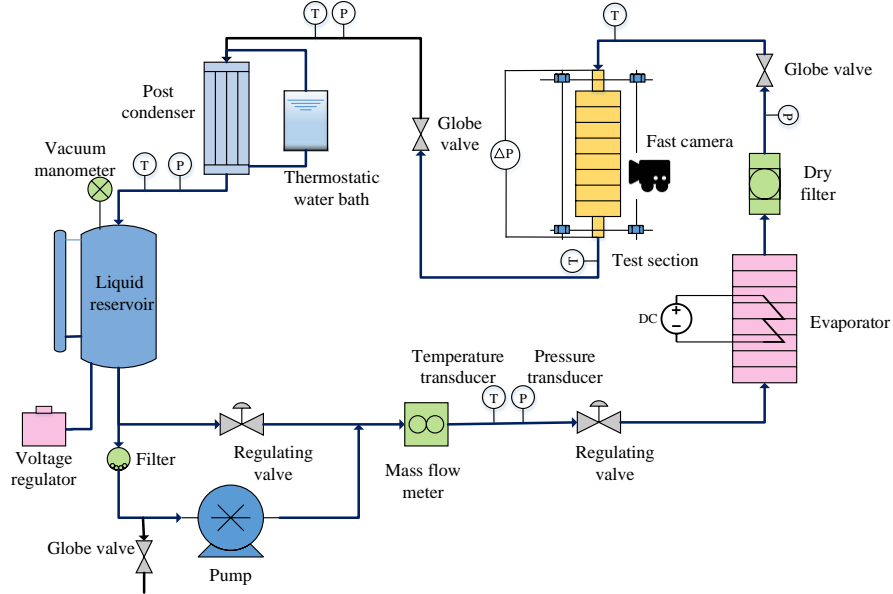 T
P
T
Post
condenser
Globe valve
Globe
valve
P
Vacuum
manometer
T
P
Thermostatic
water bath
ΔP
Fast camera
Dry
filter
T
Test section
Liquid
reservoir
DC
Evaporator
Temperature
transducer
Pressure
transducer
T
P
Voltage
regulator
Filter
Regulating
valve
Mass flow
meter
Regulating
valve
Globe valve
Pump